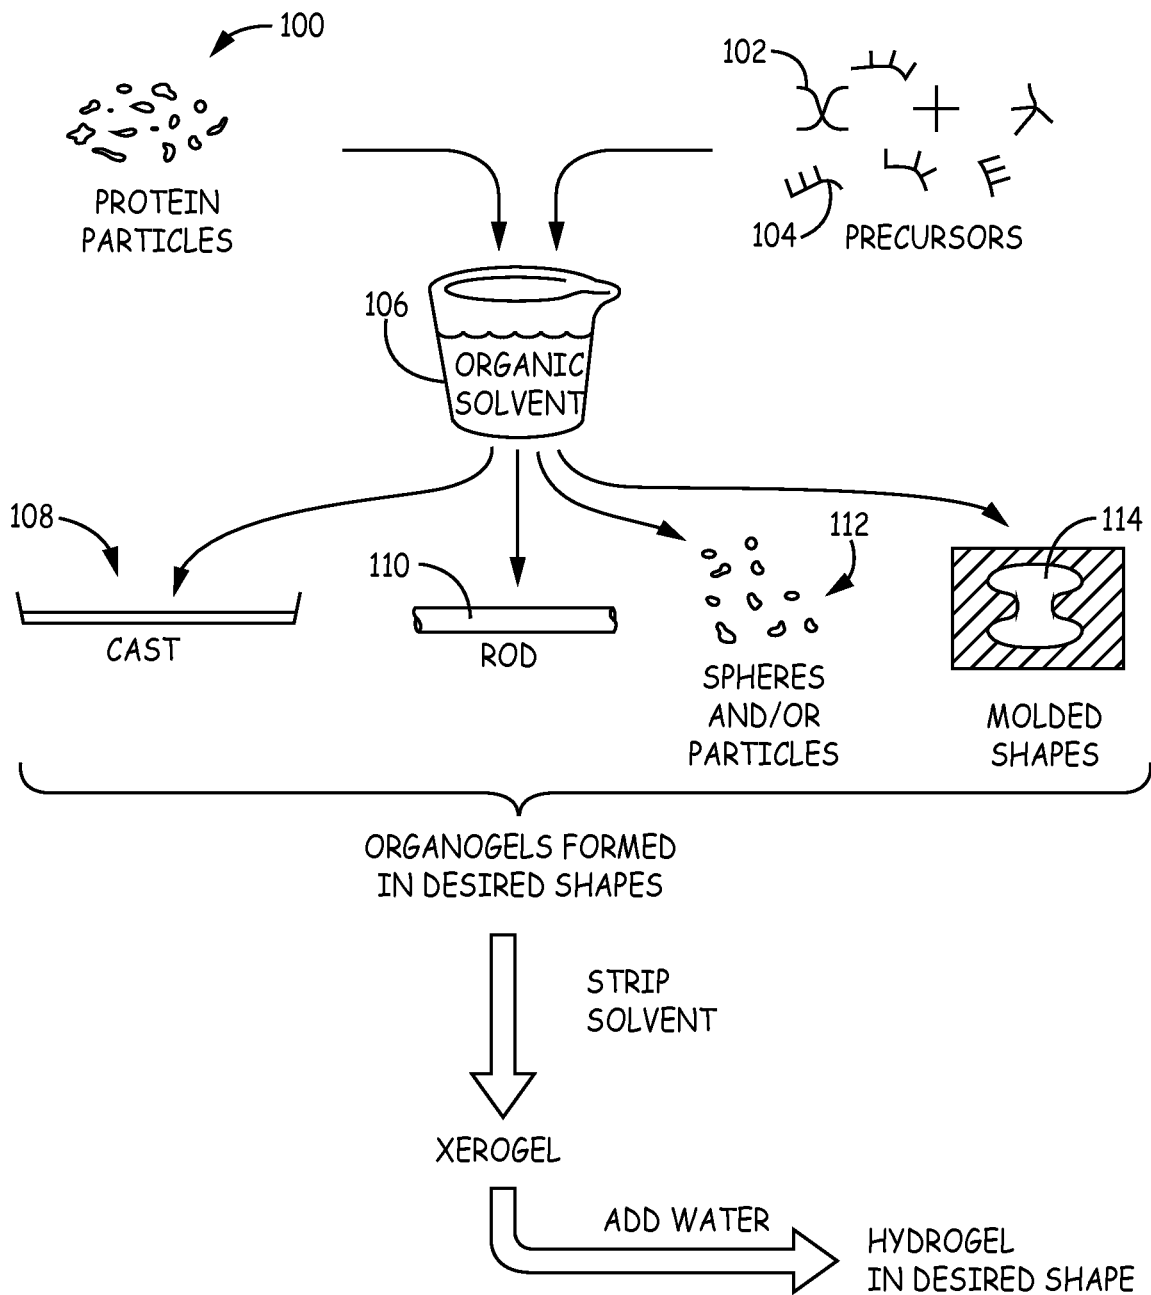 100
102
PROTEIN
PARTICLES
104
PRECURSORS
106
ORGANIC
SOLVENT
108
110
112
114
CAST
ROD
SPHERES
AND/OR
PARTICLES
MOLDED
SHAPES
ORGANOGELS FORMED
IN DESIRED SHAPES
STRIP
SOLVENT
XEROGEL
ADD WATER
HYDROGEL
IN DESIRED SHAPE